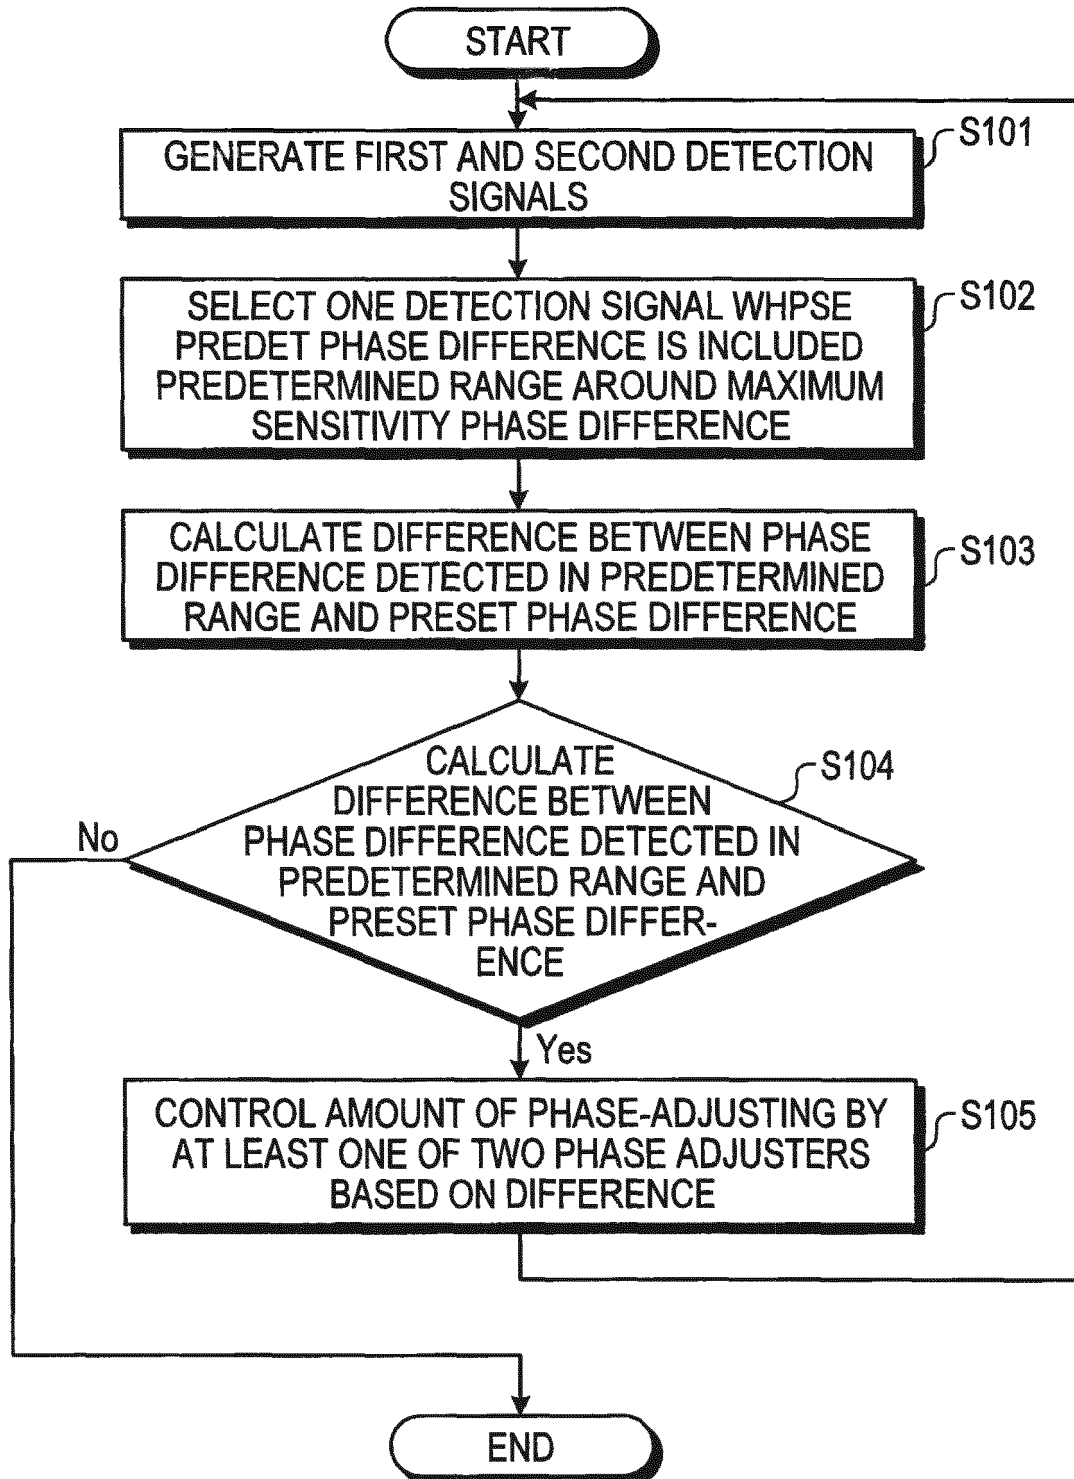 START
GENERATE FIRST AND SECOND DETECTION
SIGNALS
S101
SELECT ONE DETECTION SIGNAL WHPSE
PREDET PHASE DIFFERENCE IS INCLUDED
PREDETERMINED RANGE AROUND MAXIMUM
SENSITIVITY PHASE DIFFERENCE
S102
CALCULATE DIFFERENCE BETWEEN PHASE
DIFFERENCE DETECTED IN PREDETERMINED
RANGE AND PRESET PHASE DIFFERENCE
S103
CALCULATE
DIFFERENCE BETWEEN
PHASE DIFFERENCE DETECTED IN
PREDETERMINED RANGE AND
PRESET PHASE DIFFER-
ENCE
S104
No
Yes
CONTROL AMOUNT OF PHASE-ADJUSTING BY
AT LEAST ONE OF TWO PHASE ADJUSTERS
BASED ON DIFFERENCE
S105
END